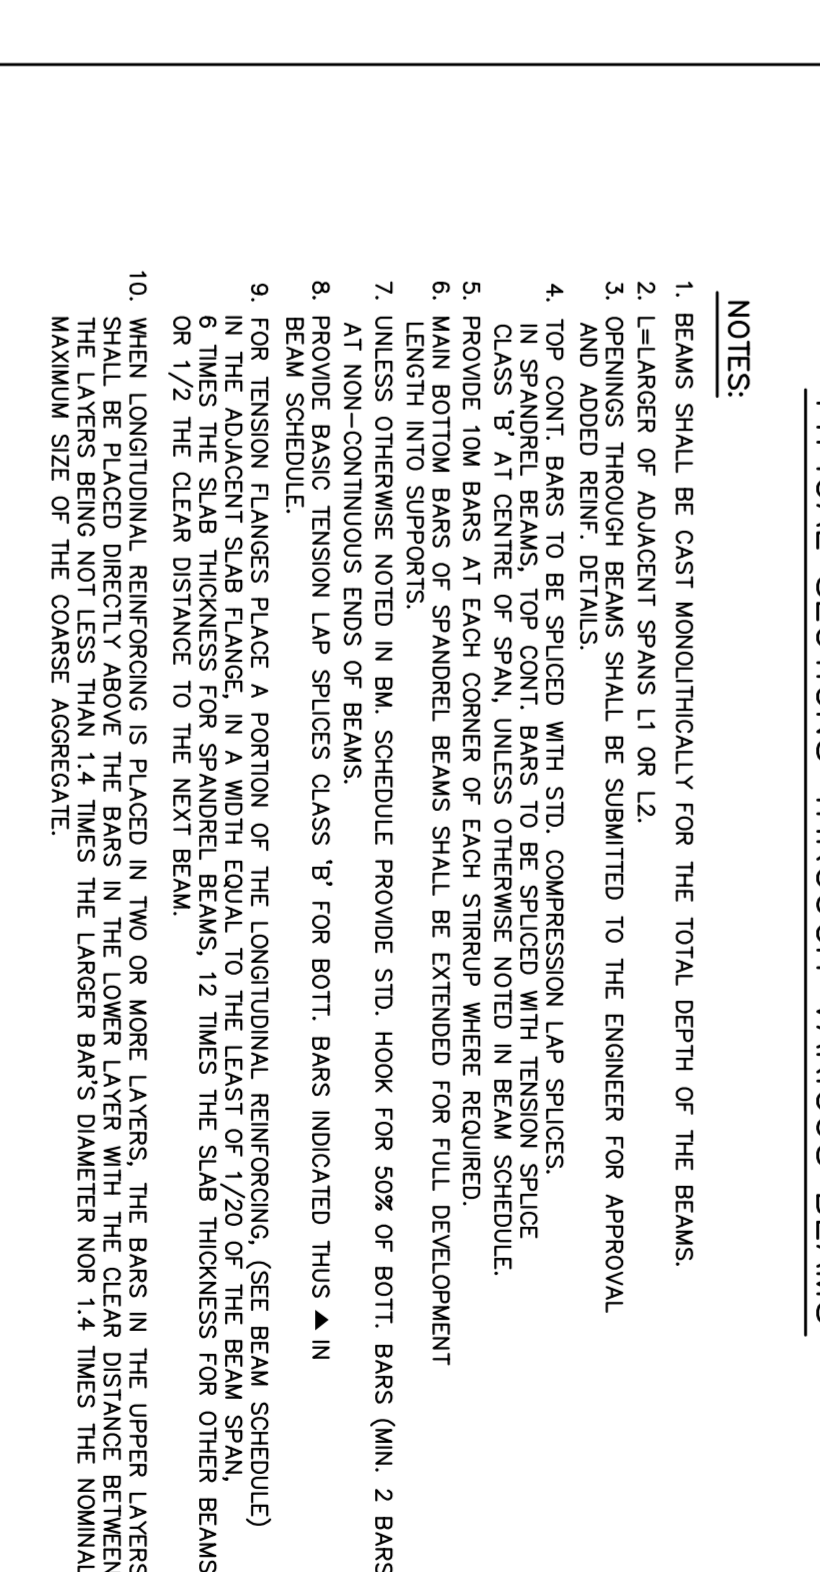 NOTES:
1. BEAMS SHALL BE CAST MONOLITHICALLY FOR THE TOTAL DEPTH OF THE BEAMS.
2. L=LARGER OF ADJACENT SPANS L1 OR L2.
3. OPENINGS THROUGH BEAMS SHALL BE SUBMITTED TO THE ENGINEER FOR APPROVAL
AND ADDED REINF. DETAILS.
4. TOP CONT. BARS TO BE SPLICED WITH STD. COMPRESSION LAP SPLICES.
IN SPANDREL BEAMS, TOP CONT. BARS TO BE SPLICED WITH TENSION SPLICE
CLASS 'B' AT CENTRE OF SPAN, UNLESS OTHERWISE NOTED IN BEAM SCHEDULE.
5. PROVIDE 10M BARS AT EACH CORNER OF EACH STIRRUP WHERE REQUIRED.
6. MAIN BOTTOM BARS OF SPANDREL BEAMS SHALL BE EXTENDED FOR FULL DEVELOPMENT
LENGTH INTO SUPPORTS.
7. UNLESS OTHERWISE NOTED IN BM. SCHEDULE PROVIDE STD. HOOK FOR 50% OF BOTT. BARS (MIN. 2 BARS
AT NON-CONTINUOUS ENDS OF BEAMS.
8. PROVIDE BASIC TENSION LAP SPLICES CLASS 'B' FOR BOTT. BARS INDICATED THUS ▲ IN
BEAM SCHEDULE.
9. FOR TENSION FLANGES PLACE A PORTION OF THE LONGITUDINAL REINFORCING, (SEE BEAM SCHEDULE)
IN THE ADJACENT SLAB FLANGE, IN A WIDTH EQUAL TO THE LEAST OF 1/20 OF THE BEAM SPAN,
6 TIMES THE SLAB THICKNESS FOR SPANDREL BEAMS, 12 TIMES THE SLAB THICKNESS FOR OTHER BEAMS
OR 1/2 THE CLEAR DISTANCE TO THE NEXT BEAM.
10. WHEN LONGITUDINAL REINFORCING IS PLACED IN TWO OR MORE LAYERS, THE BARS IN THE UPPER LAYERS
SHALL BE PLACED DIRECTLY ABOVE THE BARS IN THE LOWER LAYER WITH THE CLEAR DISTANCE BETWEEN
THE LAYERS BEING NOT LESS THAN 1.4 TIMES THE LARGER BAR'S DIAMETER NOR 1.4 TIMES THE NOMINAL
MAXIMUM SIZE OF THE COARSE AGGREGATE.